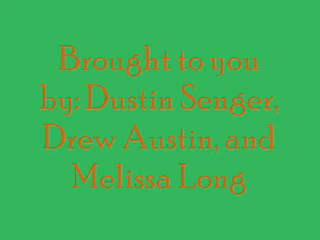 Brought to you
by: Dustin Senger,
Drew Austin, and
Melissa Long